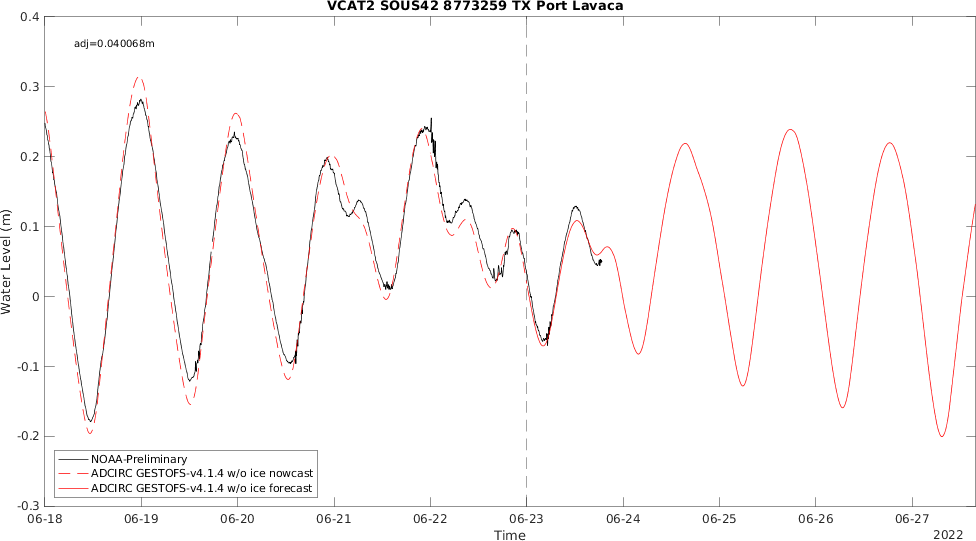 VCAT2 SOUS42 8773259 TX Port Lavaca
adj=0.040068m
Water Level (m)
0.4
0.3
0.2
0.1
0
-0.1
-0.2
-0.3
NOAA-Preliminary
ADCIRC GESTOFS-v4.1.4 w/o ice nowcast
ADCIRC GESTOFS-v4.1.4 w/o ice forecast
06-18 06-19 06-20 06-21 06-22 06-23 06-24 06-25 06-26 06-27
Time
2022